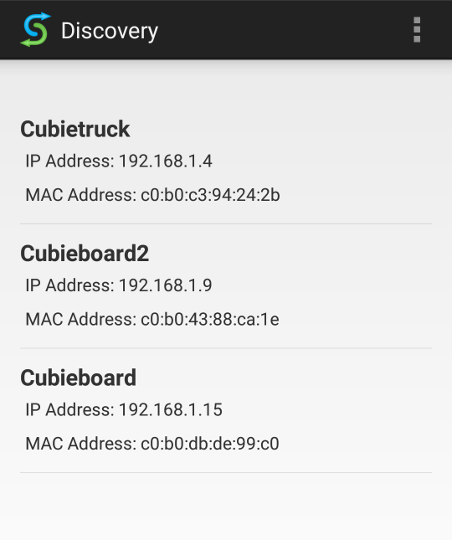 Discovery
Cubietruck
IP Address: 192.168.1.4
MAC Address: c0:b0:c3:94:24:2b
Cubieboard2
IP Address: 192.168.1.9
MAC Address: c0:b0:43:88:ca:1e
Cubieboard
IP Address: 192.168.1.15
MAC Address: c0:b0:db:de:99:c0